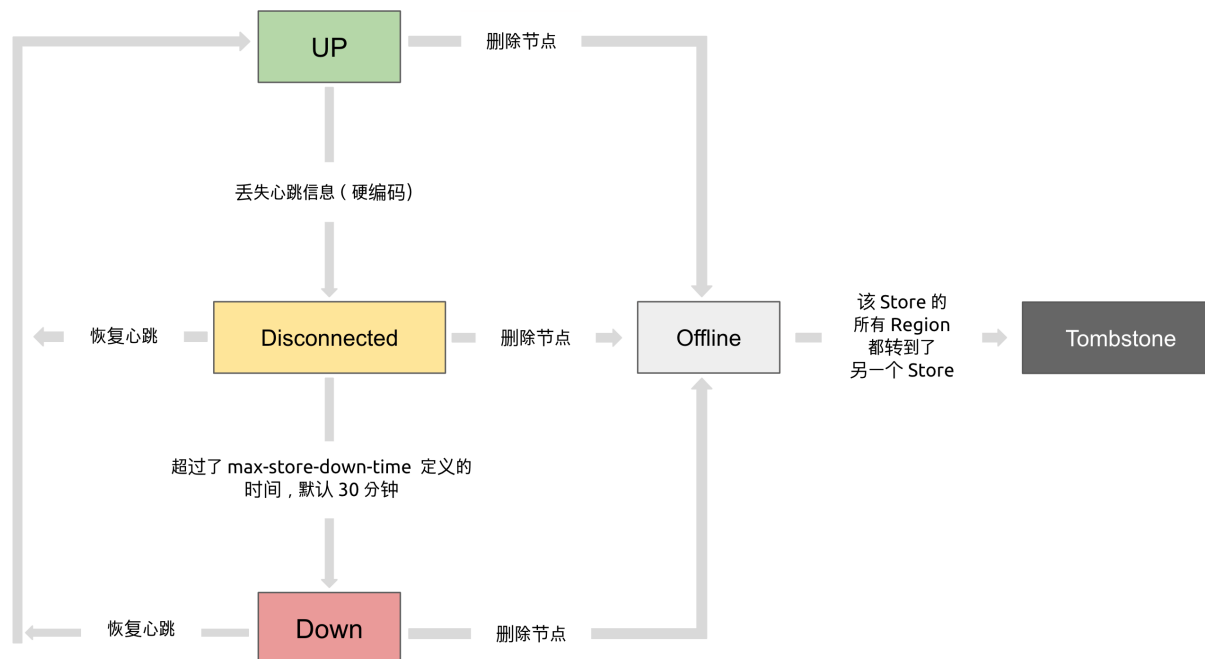 UP
删除节点
丢失心跳信息 ( 硬编码)
恢复心跳
Disconnected
删除节点
Offline
该 Store 的
所有 Region
都转到了
另一个 Store
Tombstone
超过了 max-store-down-time 定义的
时间 , 默认 30 分钟
恢复心跳
Down
删除节点